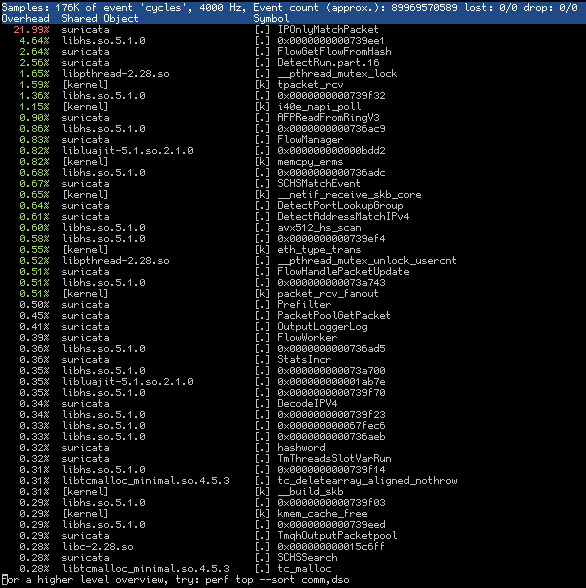 Samples: 176K of event 'cycles', 4000 Hz, Event count (approx.): 89969570589 lost: 0/0 drop: 0/0
Overhead  Shared Object  Symbol
21.99%  suricata  [.] IPOnlyMatchPacket
4.64%  libhs.so.5.1.0  [.] 0x0000000000739ee1
2.64%  suricata  [.] FlowGetFlowFromHash
2.56%  suricata  [.] DetectRun.part.16
1.65%  libpthread-2.28.so  [.] __pthread_mutex_lock
1.59%  [kernel]  [k] tpacket_rcv
1.36%  libhs.so.5.1.0  [.] 0x0000000000739f32
1.15%  [kernel]  [k] i40e_napi_poll
0.90%  suricata  [.] AFPReadFromRingV3
0.86%  libhs.so.5.1.0  [.] 0x0000000000736ac9
0.83%  suricata  [.] FlowManager
0.82%  libluajit-5.1.so.2.1.0  [.] 0x000000000000bdd2
0.82%  [kernel]  [k] memcpy_erms
0.68%  libhs.so.5.1.0  [.] 0x0000000000736adc
0.67%  suricata  [.] SCHSMatchEvent
0.65%  [kernel]  [k] __netif_receive_skb_core
0.64%  suricata  [.] DetectPortLookupGroup
0.61%  suricata  [.] DetectAddressMatchIPv4
0.60%  libhs.so.5.1.0  [.] avx512_hs_scan
0.58%  libhs.so.5.1.0  [.] 0x0000000000739ef4
0.55%  [kernel]  [k] eth_type_trans
0.52%  libpthread-2.28.so  [.] __pthread_mutex_unlock_usercnt
0.51%  suricata  [.] FlowHandlePacketUpdate
0.51%  libhs.so.5.1.0  [.] 0x000000000073a743
0.51%  [kernel]  [k] packet_rcv_fanout
0.50%  suricata  [.] Prefilter
0.45%  suricata  [.] PacketPoolGetPacket
0.41%  suricata  [.] OutputLoggerLog
0.39%  suricata  [.] FlowWorker
0.36%  libhs.so.5.1.0  [.] 0x0000000000736ad5
0.36%  suricata  [.] StatsIncr
0.35%  libhs.so.5.1.0  [.] 0x000000000073a700
0.35%  libluajit-5.1.so.2.1.0  [.] 0x000000000001ab7e
0.35%  libhs.so.5.1.0  [.] 0x0000000000739f70
0.34%  suricata  [.] DecodeIPV4
0.34%  libhs.so.5.1.0  [.] 0x0000000000739f23
0.33%  libhs.so.5.1.0  [.] 0x000000000067fec6
0.33%  libhs.so.5.1.0  [.] 0x0000000000736aeb
0.32%  suricata  [.] hashword
0.32%  suricata  [.] TmThreadsSlotVarRun
0.31%  libhs.so.5.1.0  [.] 0x0000000000739f14
0.31%  libtcmalloc_minimal.so.4.5.3  [.] tc_deletearray_aligned_nothrow
0.31%  [kernel]  [k] __build_skb
0.29%  libhs.so.5.1.0  [.] 0x0000000000739f03
0.29%  [kernel]  [k] kmem_cache_free
0.29%  libhs.so.5.1.0  [.] 0x0000000000739eed
0.29%  suricata  [.] TmqhOutputPacketpool
0.28%  libc-2.28.so  [.] 0x000000000015c6ff
0.28%  suricata  [.] SCHSSearch
0.28%  libtcmalloc_minimal.so.4.5.3  [.] tc_malloc
For a higher level overview, try: perf top --sort comm,dso